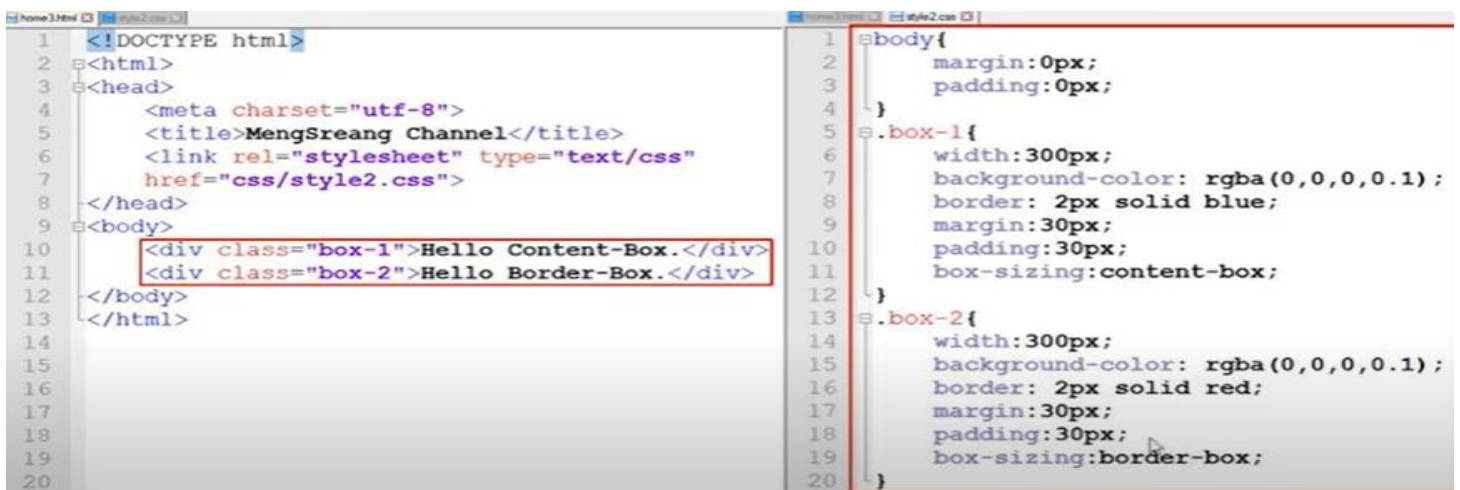 home3.html style2.css
1 <!DOCTYPE html>
2 <html>
3 <head>
4 <meta charset="utf-8">
5 <title>MengSreang Channel</title>
6 <link rel="stylesheet" type="text/css"
7 href="css/style2.css">
8 </head>
9 <body>
10 <div class="box-1">Hello Content-Box.</div>
11 <div class="box-2">Hello Border-Box.</div>
12 </body>
13 </html>
14
15
16
17
18
19
20
home3.html style2.css
1 body{
2 margin:0px;
3 padding:0px;
4 }
5 .box-1{
6 width:300px;
7 background-color: rgba(0,0,0,0.1);
8 border: 2px solid blue;
9 margin:30px;
10 padding:30px;
11 box-sizing:content-box;
12 }
13 .box-2{
14 width:300px;
15 background-color: rgba(0,0,0,0.1);
16 border: 2px solid red;
17 margin:30px;
18 padding:30px;
19 box-sizing:border-box;
20 }